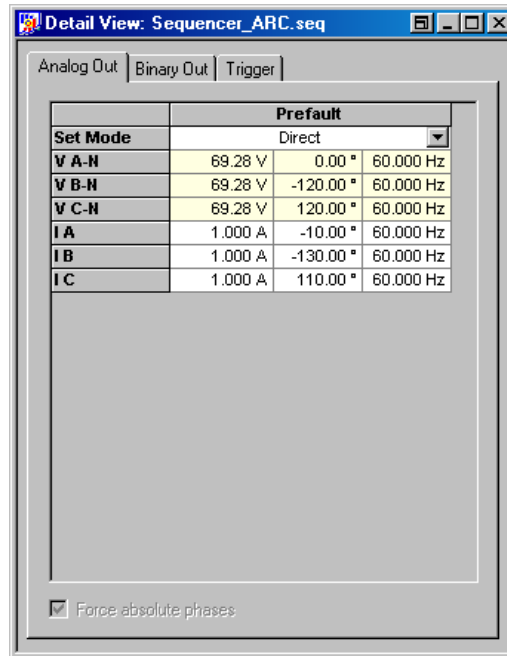 Detail View: Sequencer_ARC.seq
Analog Out Binary Out Trigger
Prefault
Set Mode Direct
V A-N 69.28 V 0.00 ° 60.000 Hz
V B-N 69.28 V -120.00 ° 60.000 Hz
V C-N 69.28 V 120.00 ° 60.000 Hz
I A 1.000 A -10.00 ° 60.000 Hz
I B 1.000 A -130.00 ° 60.000 Hz
I C 1.000 A 110.00 ° 60.000 Hz
Force absolute phases